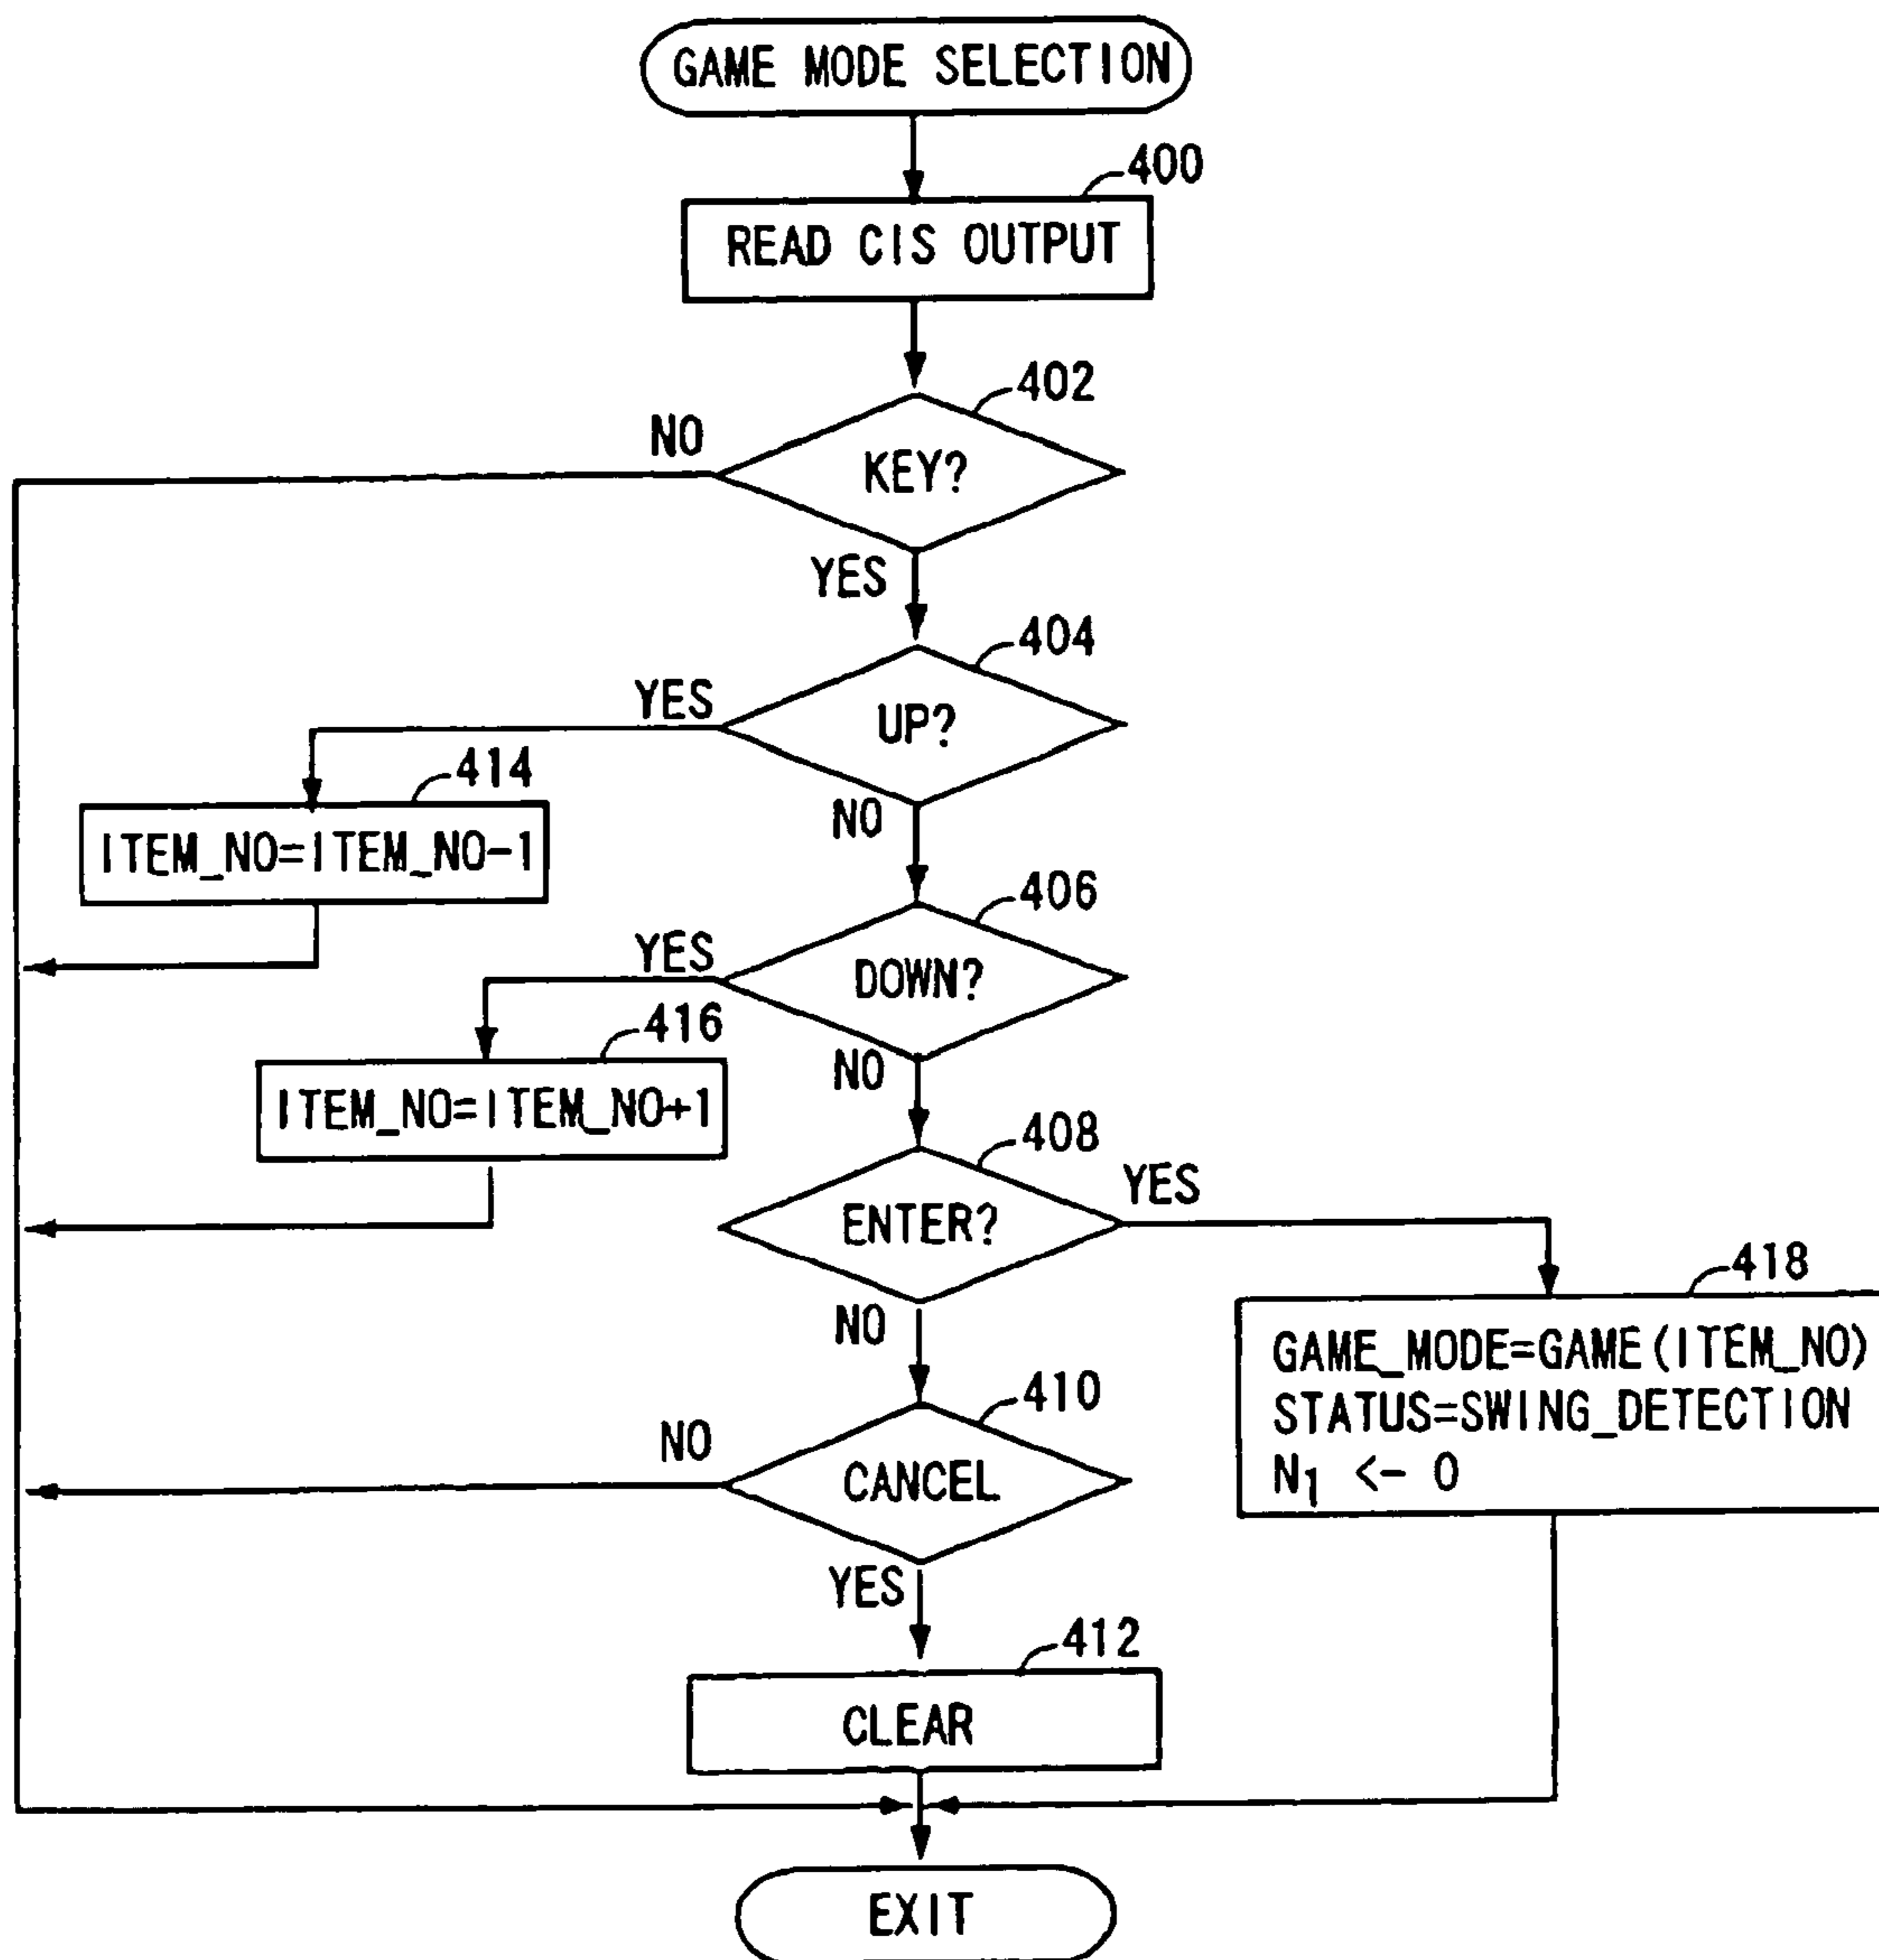 GAME MODE SELECTION
400
READ CIS OUTPUT
402
NO
KEY?
YES
404
YES
UP?
414
NO
ITEM_NO=ITEM_NO-1
406
YES
DOWN?
416
NO
ITEM_NO=ITEM_NO+1
408
YES
ENTER?
418
NO
GAME_MODE=GAME(ITEM_NO)
STATUS=SWING_DETECTION
N1 <- 0
410
NO
CANCEL
YES
412
CLEAR
EXIT